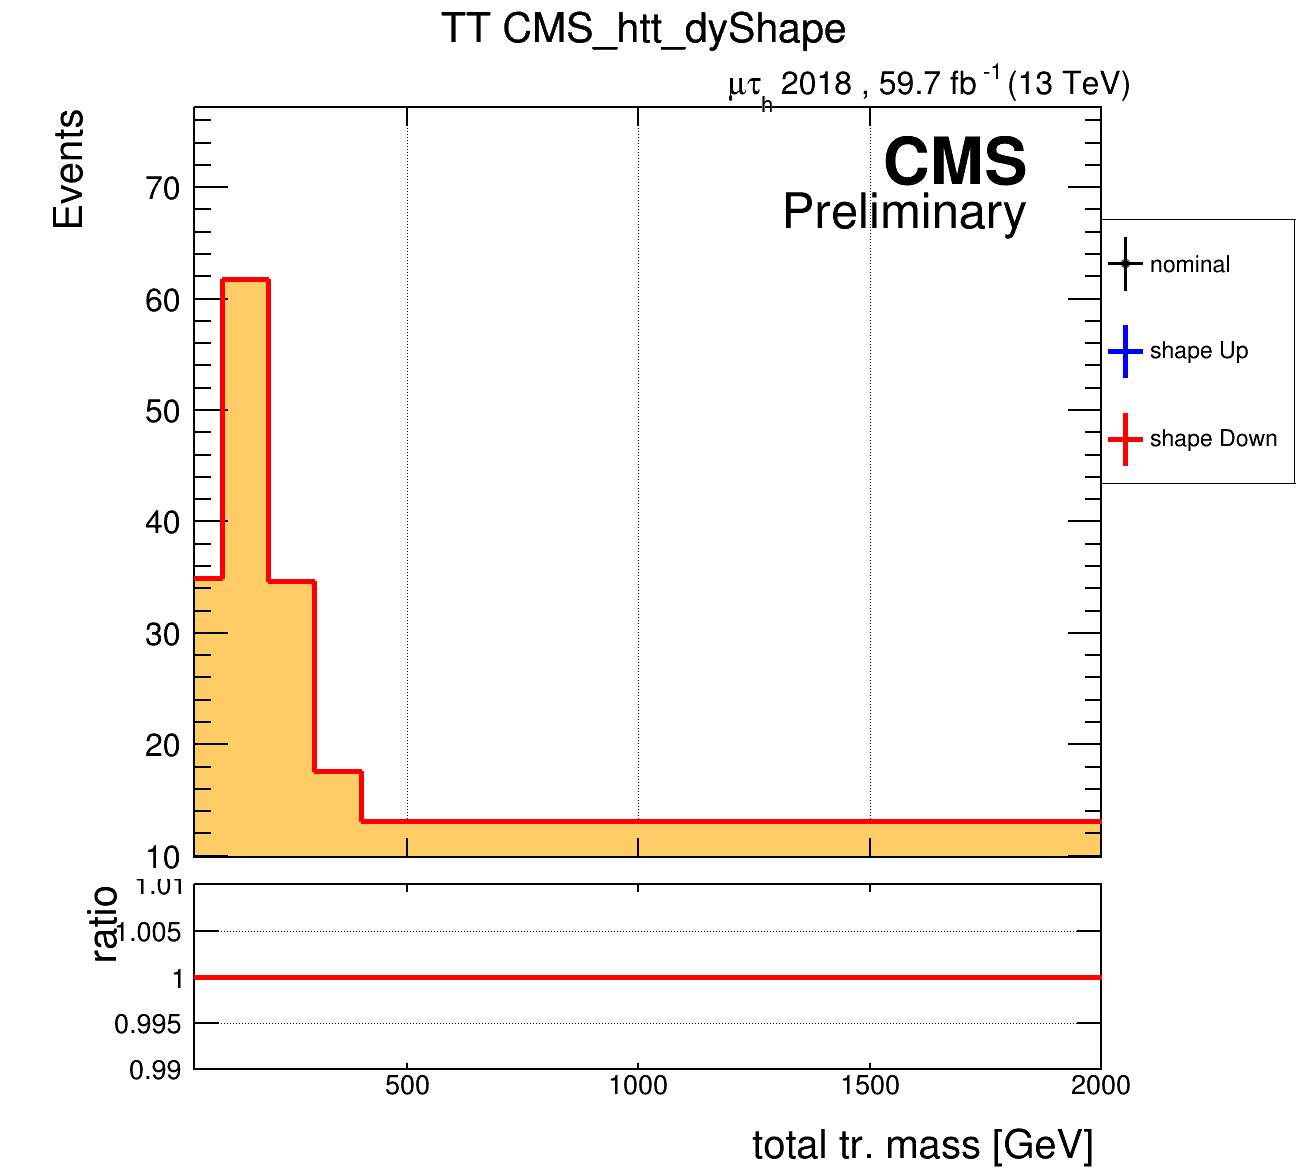 TT CMS_htt_dyShape
μτh 2018 , 59.7 fb-1 (13 TeV)
Events
CMS
Preliminary
70
60
50
40
30
20
10
nominal
shape Up
shape Down
ratio
1.01
1.005
1
0.995
0.99
500 1000 1500 2000
total tr. mass [GeV]